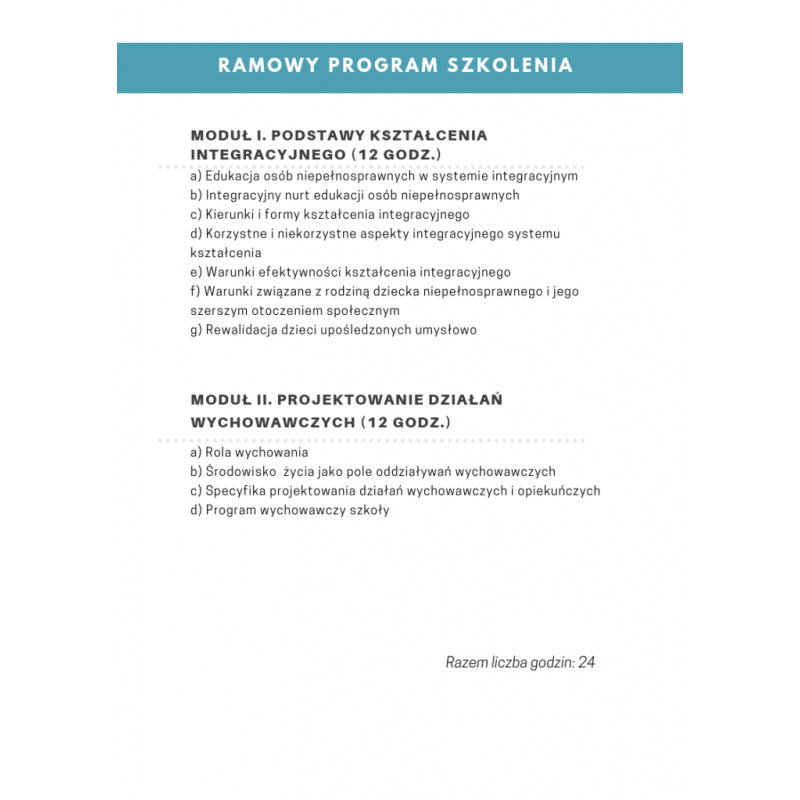 RAMOWY PROGRAM SZKOLENIA
MODUŁ I. PODSTAWY KSZTAŁCENIA
INTEGRACYJNEGO (12 GODZ.)
a) Edukacja osób niepełnosprawnych w systemie integracyjnym
b) Integracyjny nurt edukacji osób niepełnosprawnych
c) Kierunki i formy kształcenia integracyjnego
d) Korzystne i niekorzystne aspekty integracyjnego systemu
kształcenia
e) Warunki efektywności kształcenia integracyjnego
f) Warunki związane z rodziną dziecka niepełnosprawnego i jego
szerszym otoczeniem społecznym
g) Rewalidacja dzieci upośledzonych umysłowo
MODUŁ II. PROJEKTOWANIE DZIAŁAŃ
WYCHOWAWCZYCH (12 GODZ.)
a) Rola wychowania
b) Środowisko  życia jako pole oddziaływań wychowawczych
c) Specyfika projektowania działań wychowawczych i opiekuńczych
d) Program wychowawczy szkoły
Razem liczba godzin: 24